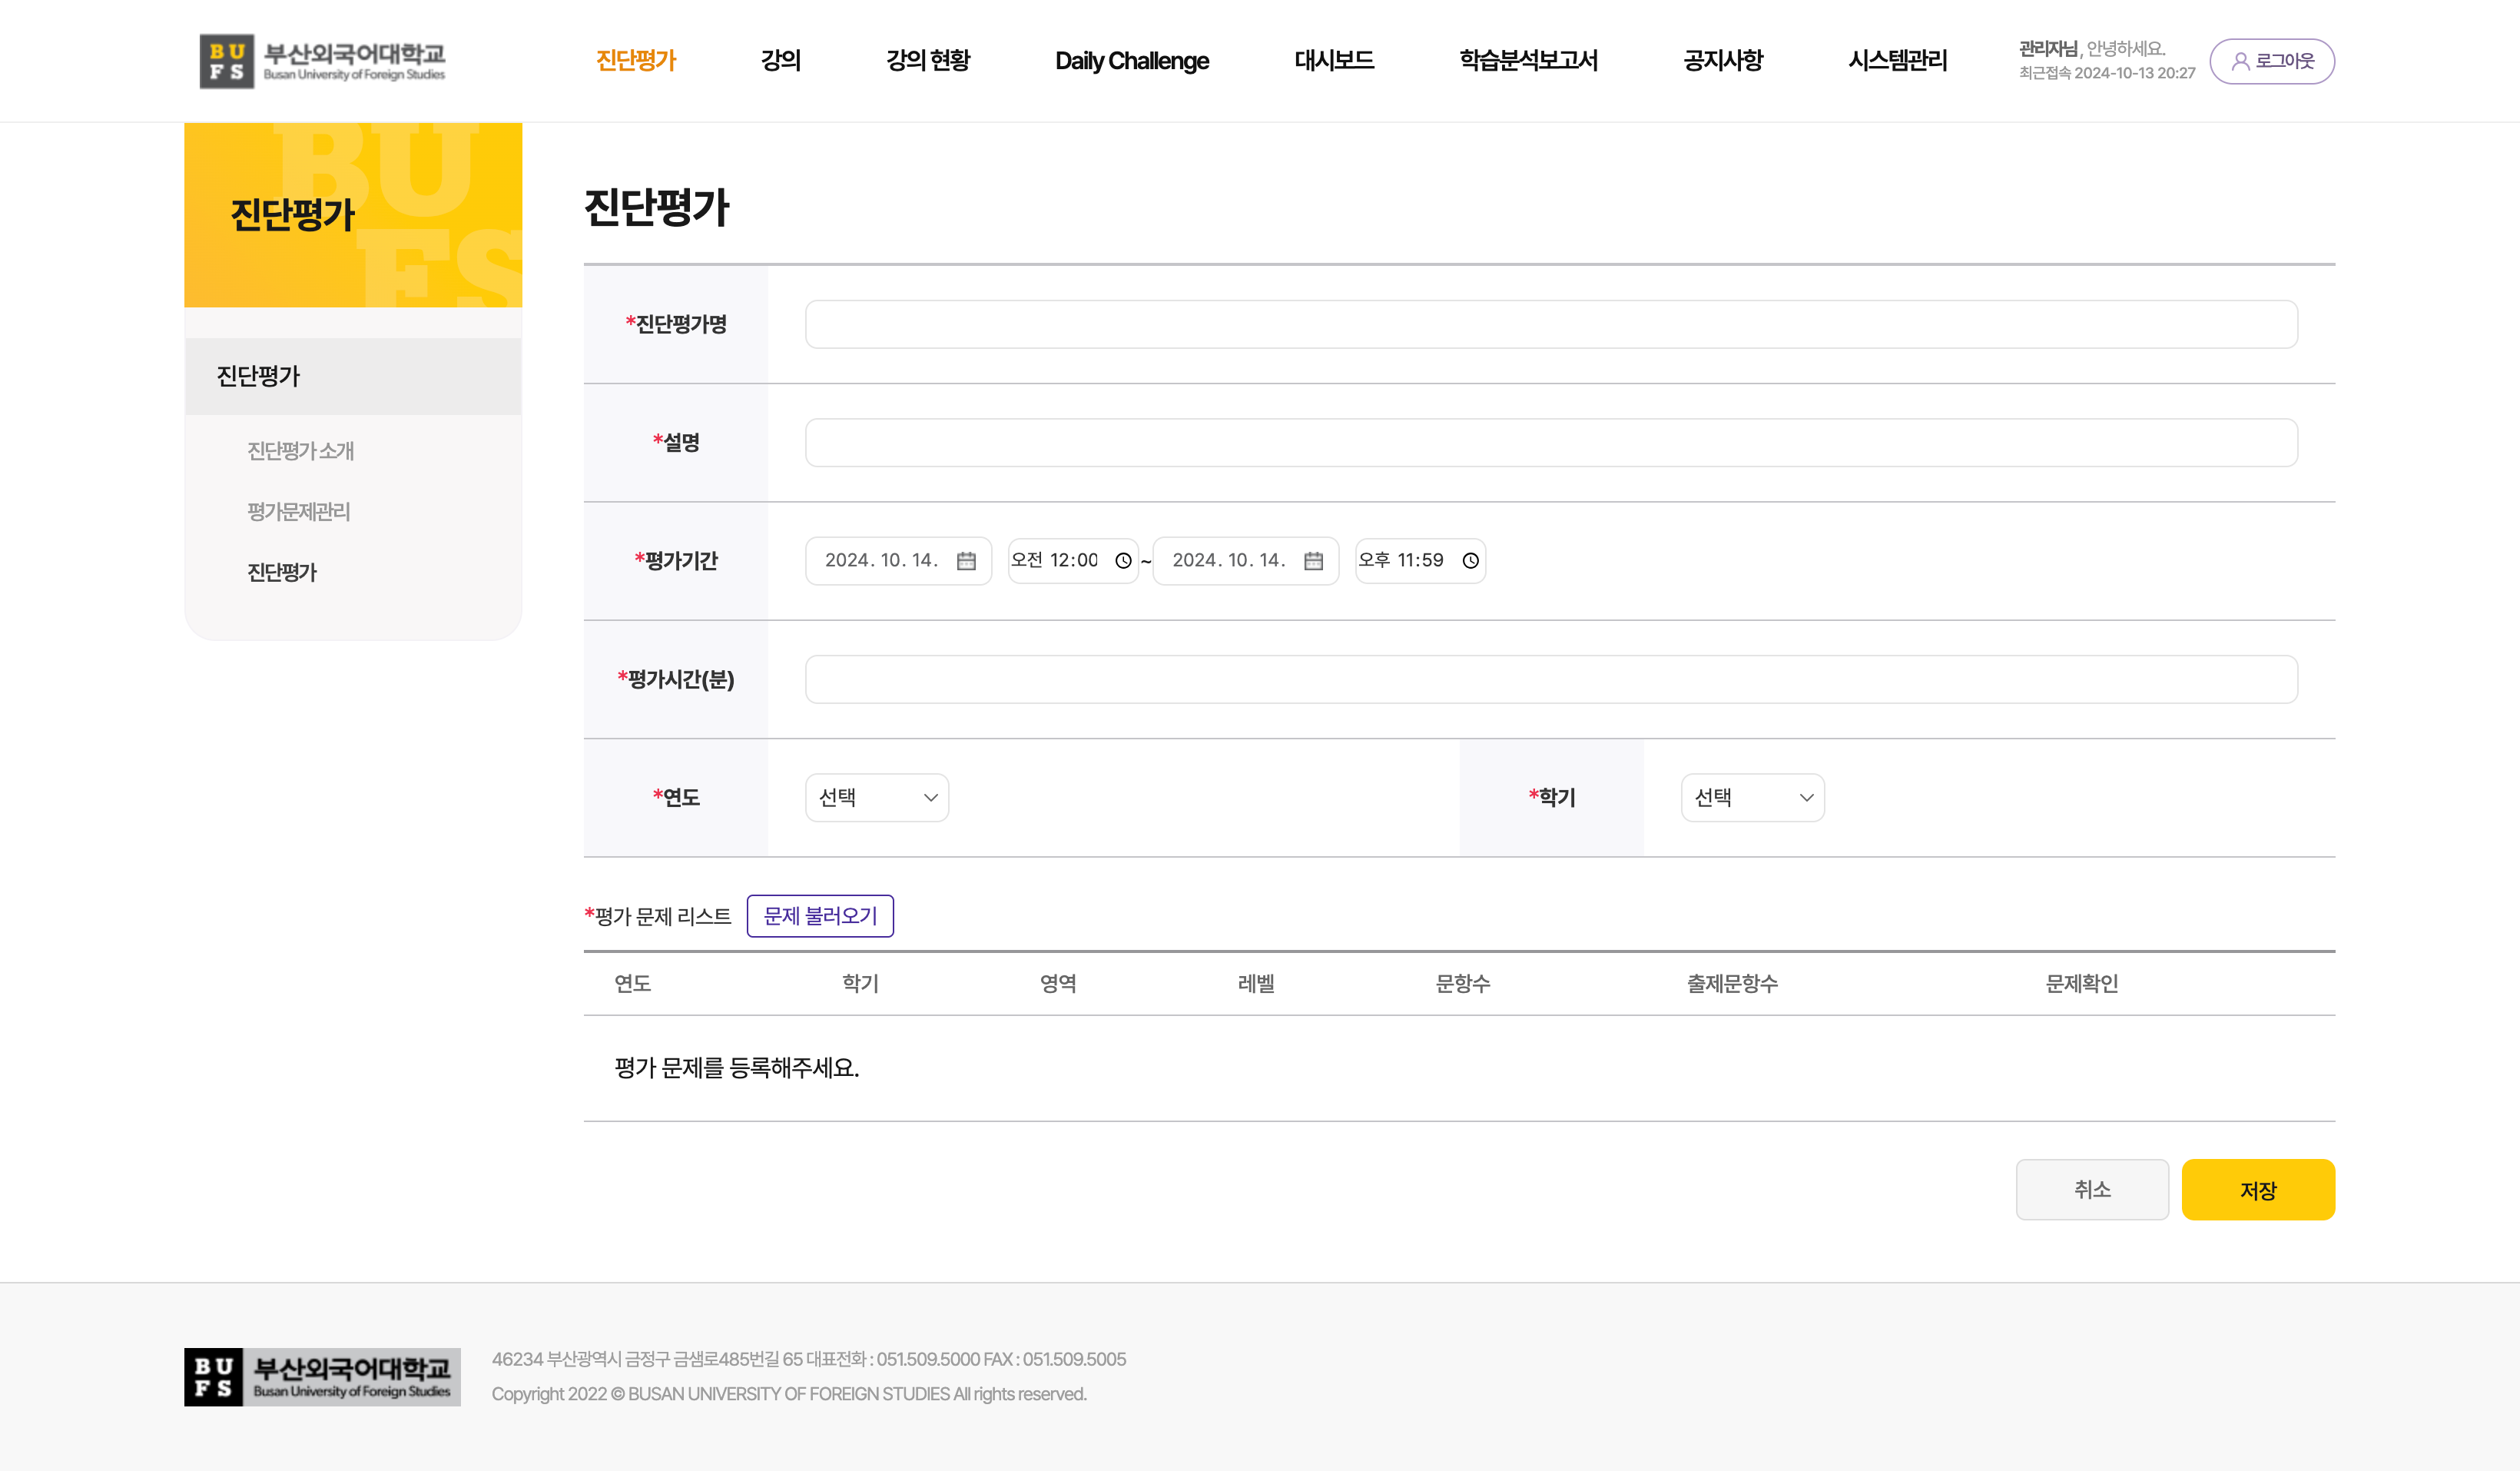 BU
FS
부산외국어대학교
Busan University of Foreign Studies
진단평가 강의 강의 현황 Daily Challenge 대시보드 학습분석보고서 공지사항 시스템관리
관리자님, 안녕하세요.
최근접속 2024-10-13 20:27
로그아웃
BU
FS
진단평가
진단평가
진단평가 소개
평가문제관리
진단평가
진단평가
*진단평가명
*설명
*평가기간 2024. 10. 14. 오전 12:00 ~ 2024. 10. 14. 오후 11:59
*평가시간(분)
*연도 선택 *학기 선택
*평가 문제 리스트 문제 불러오기
연도 학기 영역 레벨 문항수 출제문항수 문제확인
평가 문제를 등록해주세요.
취소 저장
BU
FS
부산외국어대학교
Busan University of Foreign Studies
46234 부산광역시 금정구 금샘로485번길 65 대표전화 : 051.509.5000 FAX : 051.509.5005
Copyright 2022 © BUSAN UNIVERSITY OF FOREIGN STUDIES All rights reserved.